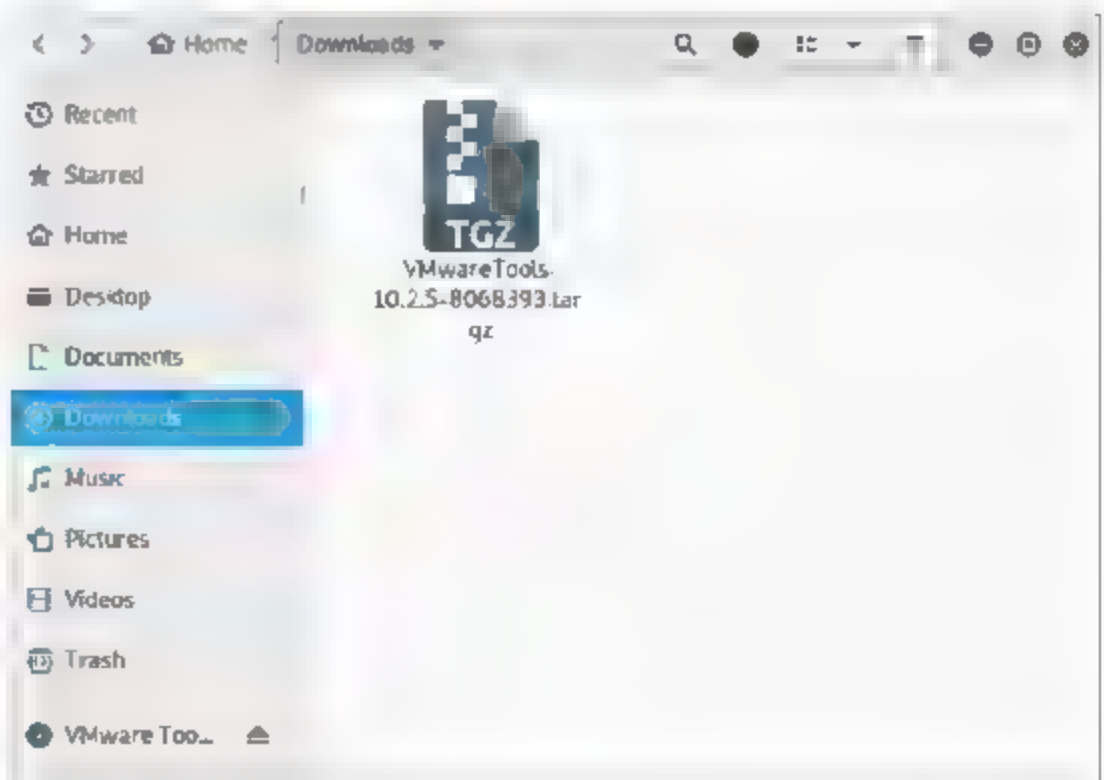 Home
Downloads
Recent
Starred
Home
Desktop
Documents
Downloads
Music
Pictures
Videos
Trash
VMware Too...
TGZ
VMwareTools-
10.2.5-8068393.tar
gz